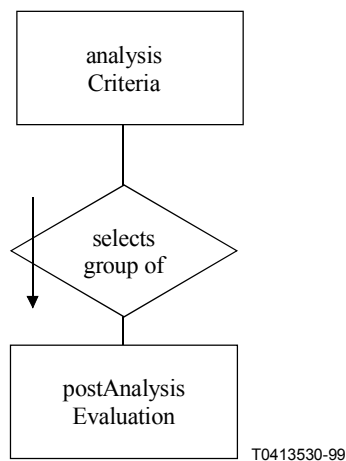 analysis
Criteria
selects
group of
postAnalysis
Evaluation
T0413530-99